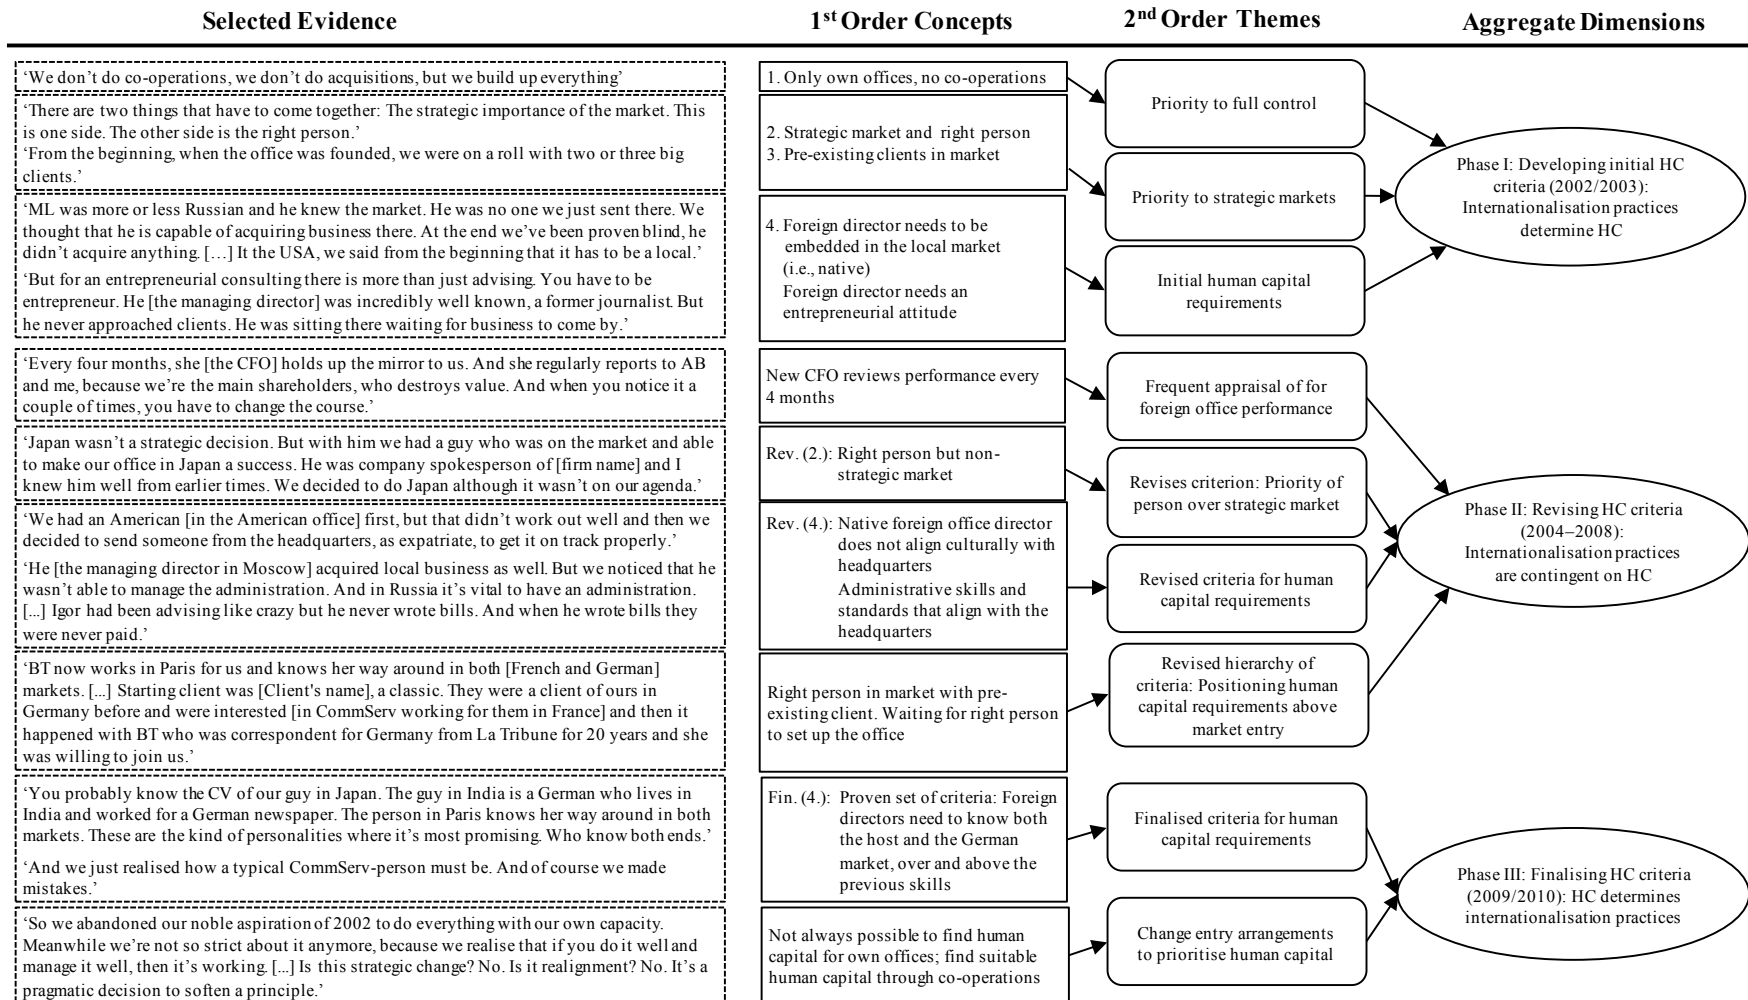 Selected Evidence
1st Order Concepts
2nd Order Themes
Aggregate Dimensions
‘We don’t do co-operations, we don’t do acquisitions, but we build up everything’
‘There are two things that have to come together: The strategic importance of the market. This
is one side. The other side is the right person.’
‘From the beginning, when the office was founded, we were on a roll with two or three big
clients.’
‘ML was more or less Russian and he knew the market. He was no one we just sent there. We
thought that he is capable of acquiring business there. At the end we’ve been proven blind, he
didn’t acquire anything. […] It the USA, we said from the beginning that it has to be a local.’
‘But for an entrepreneurial consulting there is more than just advising. You have to be
entrepreneur. He [the managing director] was incredibly well known, a former journalist. But
he never approached clients. He was sitting there waiting for business to come by.’
‘Every four months, she [the CFO] holds up the mirror to us. And she regularly reports to AB
and me, because we’re the main shareholders, who destroys value. And when you notice it a
couple of times, you have to change the course.’
‘Japan wasn’t a strategic decision. But with him we had a guy who was on the market and able
to make our office in Japan a success. He was company spokesperson of [firm name] and I
knew him well from earlier times. We decided to do Japan although it wasn’t on our agenda.’
‘We had an American [in the American office] first, but that didn’t work out well and then we
decided to send someone from the headquarters, as expatriate, to get it on track properly.’
‘He [the managing director in Moscow] acquired local business as well. But we noticed that he
wasn’t able to manage the administration. And in Russia it’s vital to have an administration.
[…] Igor had been advising like crazy but he never wrote bills. And when he wrote bills they
were never paid.’
‘BT now works in Paris for us and knows her way around in both [French and German]
markets. [...] Starting client was [Client's name], a classic. They were a client of ours in
Germany before and were interested [in CommServ working for them in France] and then it
happened with BT who was correspondent for Germany from La Tribune for 20 years and she
was willing to join us.’
‘You probably know the CV of our guy in Japan. The guy in India is a German who lives in
India and worked for a German newspaper. The person in Paris knows her way around in both
markets. These are the kind of personalities where it’s most promising. Who know both ends.’
‘And we just realised how a typical CommServ-person must be. And of course we made
mistakes.’
‘So we abandoned our noble aspiration of 2002 to do everything with our own capacity.
Meanwhile we’re not so strict about it anymore, because we realise that if you do it well and
manage it well, then it’s working. […] Is this strategic change? No. Is it realignment? No. It’s a
pragmatic decision to soften a principle.’
1. Only own offices, no co-operations
2. Strategic market and right person
3. Pre-existing clients in market
4. Foreign director needs to be
embedded in the local market
(i.e., native)
Foreign director needs an
entrepreneurial attitude
New CFO reviews performance every
4 months
Rev. (2.): Right person but non-
strategic market
Rev. (4.): Native foreign office director
does not align culturally with
headquarters
Administrative skills and
standards that align with the
headquarters
Right person in market with pre-
existing client. Waiting for right person
to set up the office
Fin. (4.): Proven set of criteria: Foreign
directors need to know both
the host and the German
market, over and above the
previous skills
Not always possible to find human
capital for own offices; find suitable
human capital through co-operations
Priority to full control
Priority to strategic markets
Initial human capital
requirements
Frequent appraisal of for
foreign office performance
Revises criterion: Priority of
person over strategic market
Revised criteria for human
capital requirements
Revised hierarchy of
criteria: Positioning human
capital requirements above
market entry
Finalised criteria for human
capital requirements
Change entry arrangements
to prioritise human capital
Phase I: Developing initial HC
criteria (2002/2003):
Internationalisation practices
determine HC
Phase II: Revising HC criteria
(2004–2008):
Internationalisation practices
are contingent on HC
Phase III: Finalising HC criteria
(2009/2010): HC determines
internationalisation practices